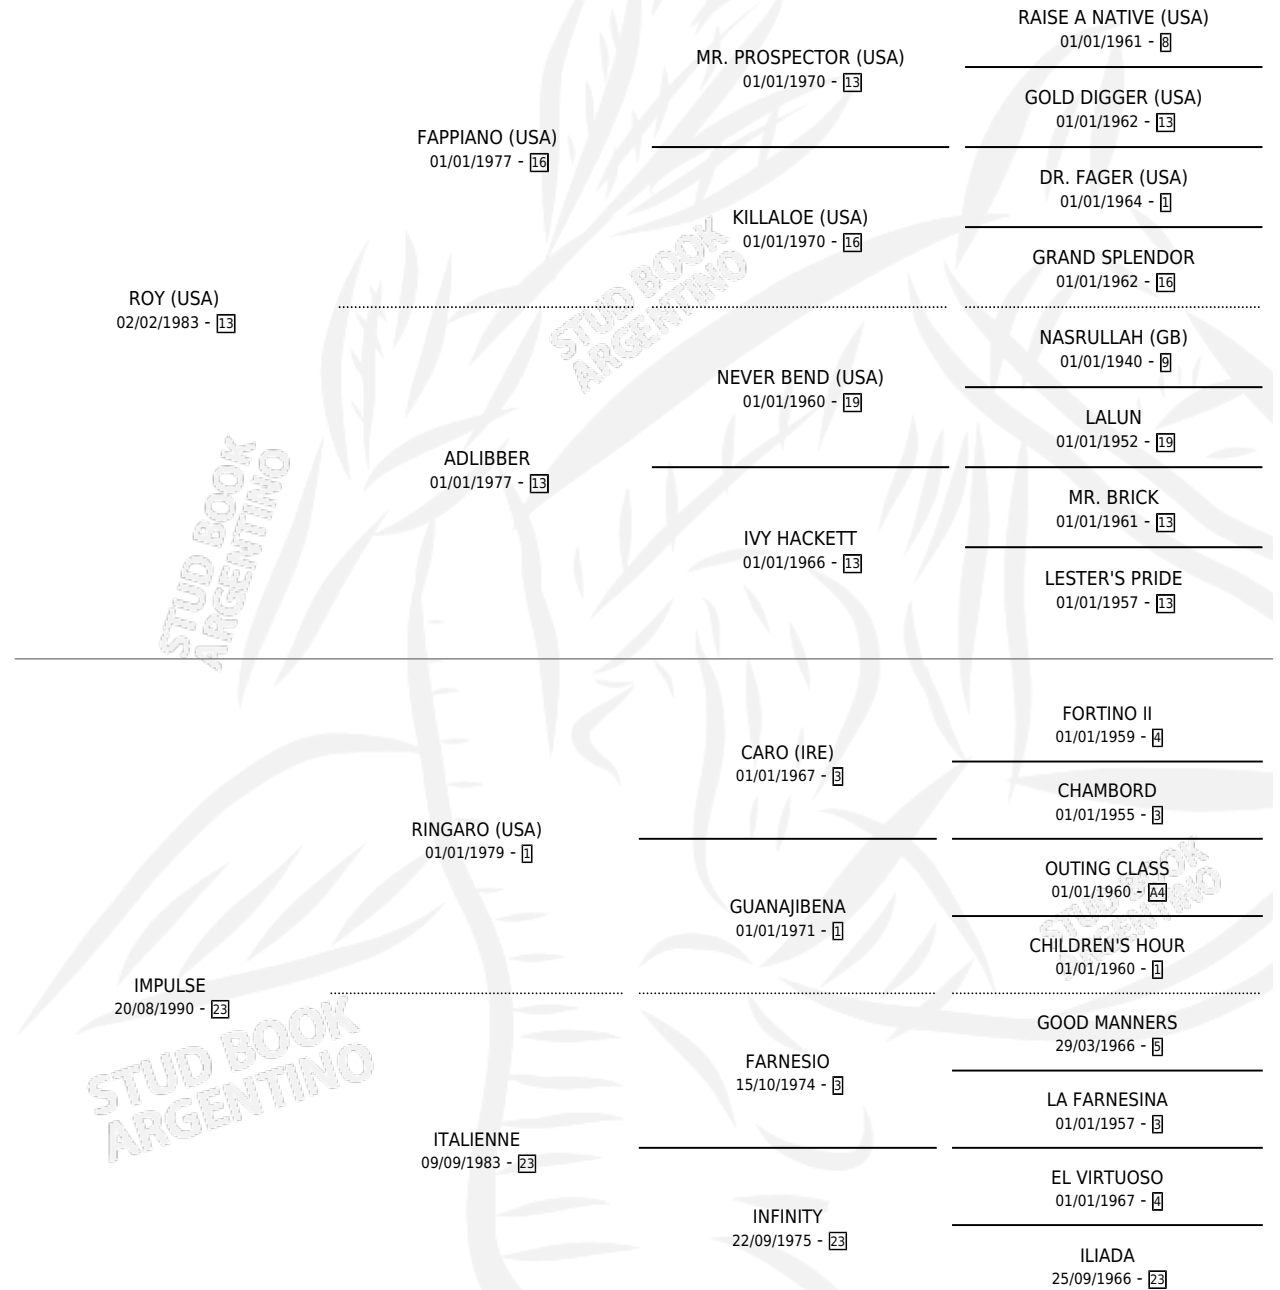 RAISE A NATIVE (USA)
01/01/1961 - 8
MR. PROSPECTOR (USA)
01/01/1970 - 13
GOLD DIGGER (USA)
01/01/1962 - 13
FAPPIANO (USA)
01/01/1977 - 16
DR. FAGER (USA)
01/01/1964 - 1
KILLALOE (USA)
01/01/1970 - 16
GRAND SPLENDOR
01/01/1962 - 16
ROY (USA)
02/02/1983 - 13
STUD BOOK
ARGENTINO
NASRULLAH (GB)
01/01/1940 - 9
NEVER BEND (USA)
01/01/1960 - 19
LALUN
01/01/1952 - 19
ADLIBBER
01/01/1977 - 13
MR. BRICK
01/01/1961 - 13
IVY HACKETT
01/01/1966 - 13
LESTER'S PRIDE
01/01/1957 - 13
STUD BOOK
ARGENTINO
FORTINO II
01/01/1959 - 4
CARO (IRE)
01/01/1967 - 3
CHAMBORD
01/01/1955 - 3
RINGARO (USA)
01/01/1979 - 1
OUTING CLASS
01/01/1960 - A4
GUANAJIBENA
01/01/1971 - 1
CHILDREN'S HOUR
01/01/1960 - 1
STUD BOOK
ARGENTINO
IMPULSE
20/08/1990 - 23
GOOD MANNERS
29/03/1966 - 5
FARNESIO
15/10/1974 - 3
LA FARNESINA
01/01/1957 - 3
STUD BOOK
ARGENTINO
ITALIENNE
09/09/1983 - 23
EL VIRTUOSO
01/01/1967 - 4
INFINITY
22/09/1975 - 23
ILIADA
25/09/1966 - 23